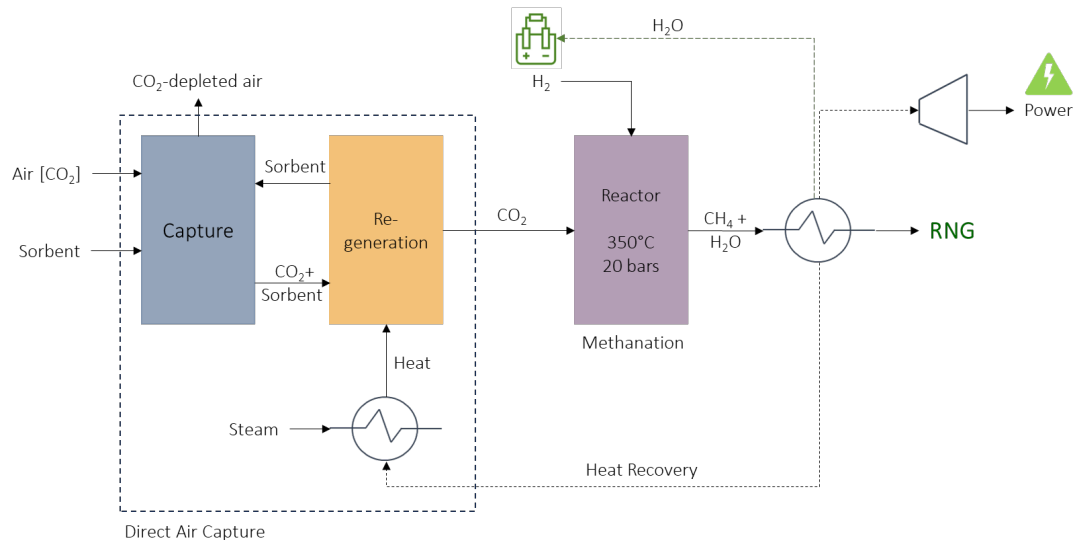 H₂O
CO₂-depleted air
H₂
Power
Air [CO₂]
Sorbent
Capture
Sorbent
CO₂+
Sorbent
Re-
generation
CO₂
Reactor
350°C
20 bars
Methanation
CH₄ +
H₂O
RNG
Sorbent
Heat
Steam
Heat Recovery
Direct Air Capture